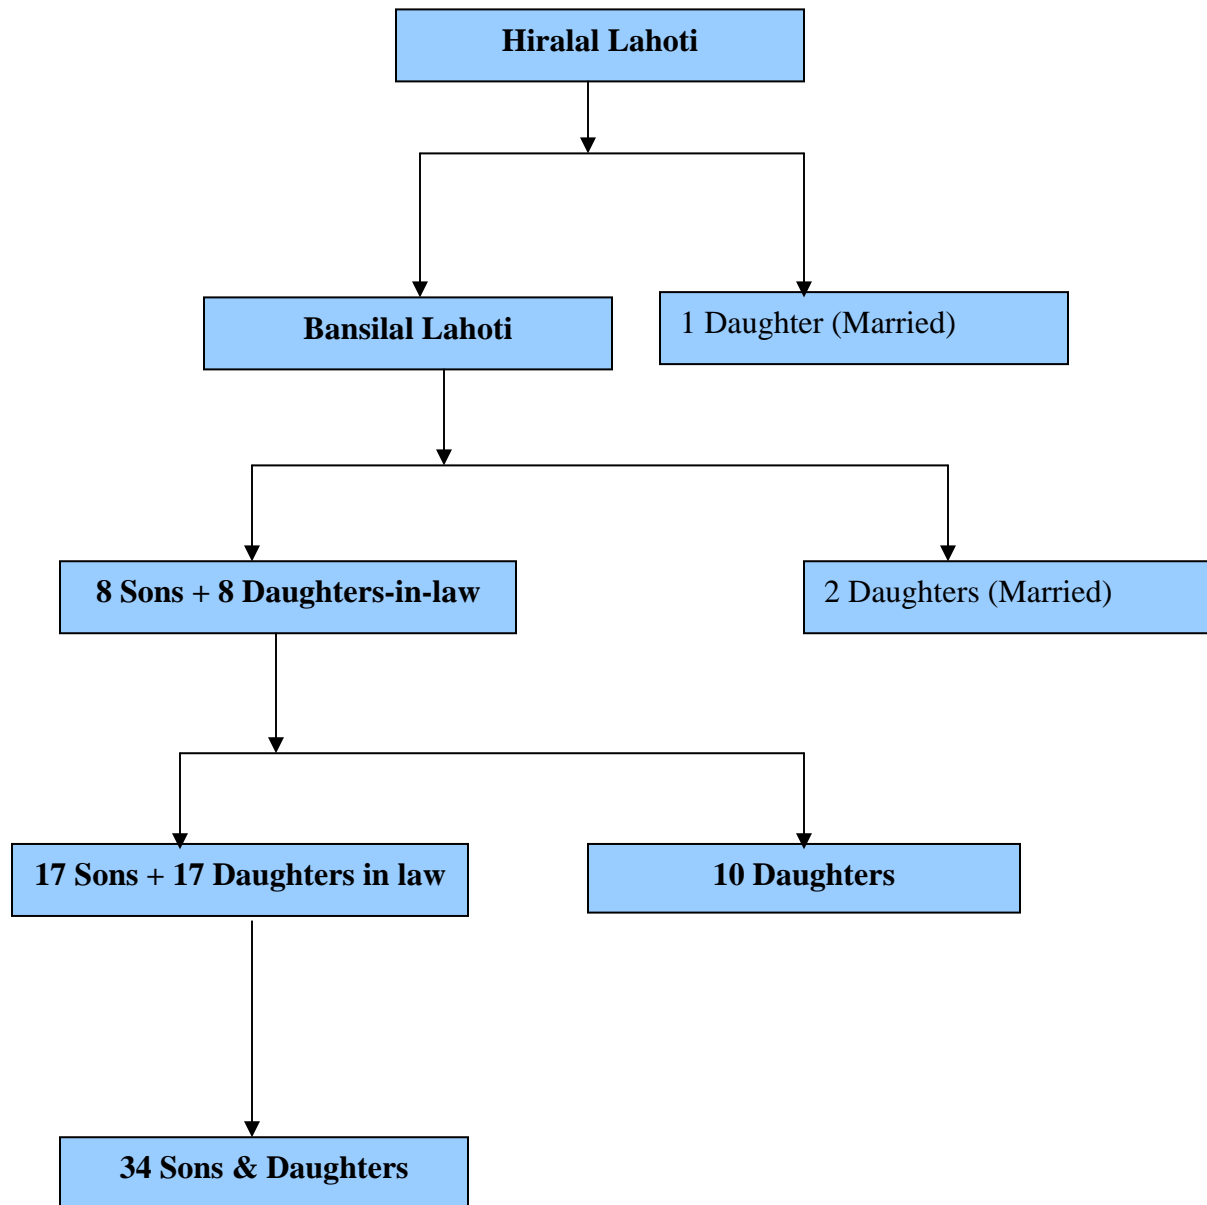 Hiralal Lahoti
Bansilal Lahoti
1 Daughter (Married)
8 Sons + 8 Daughters-in-law
2 Daughters (Married)
17 Sons + 17 Daughters in law
10 Daughters
34 Sons & Daughters